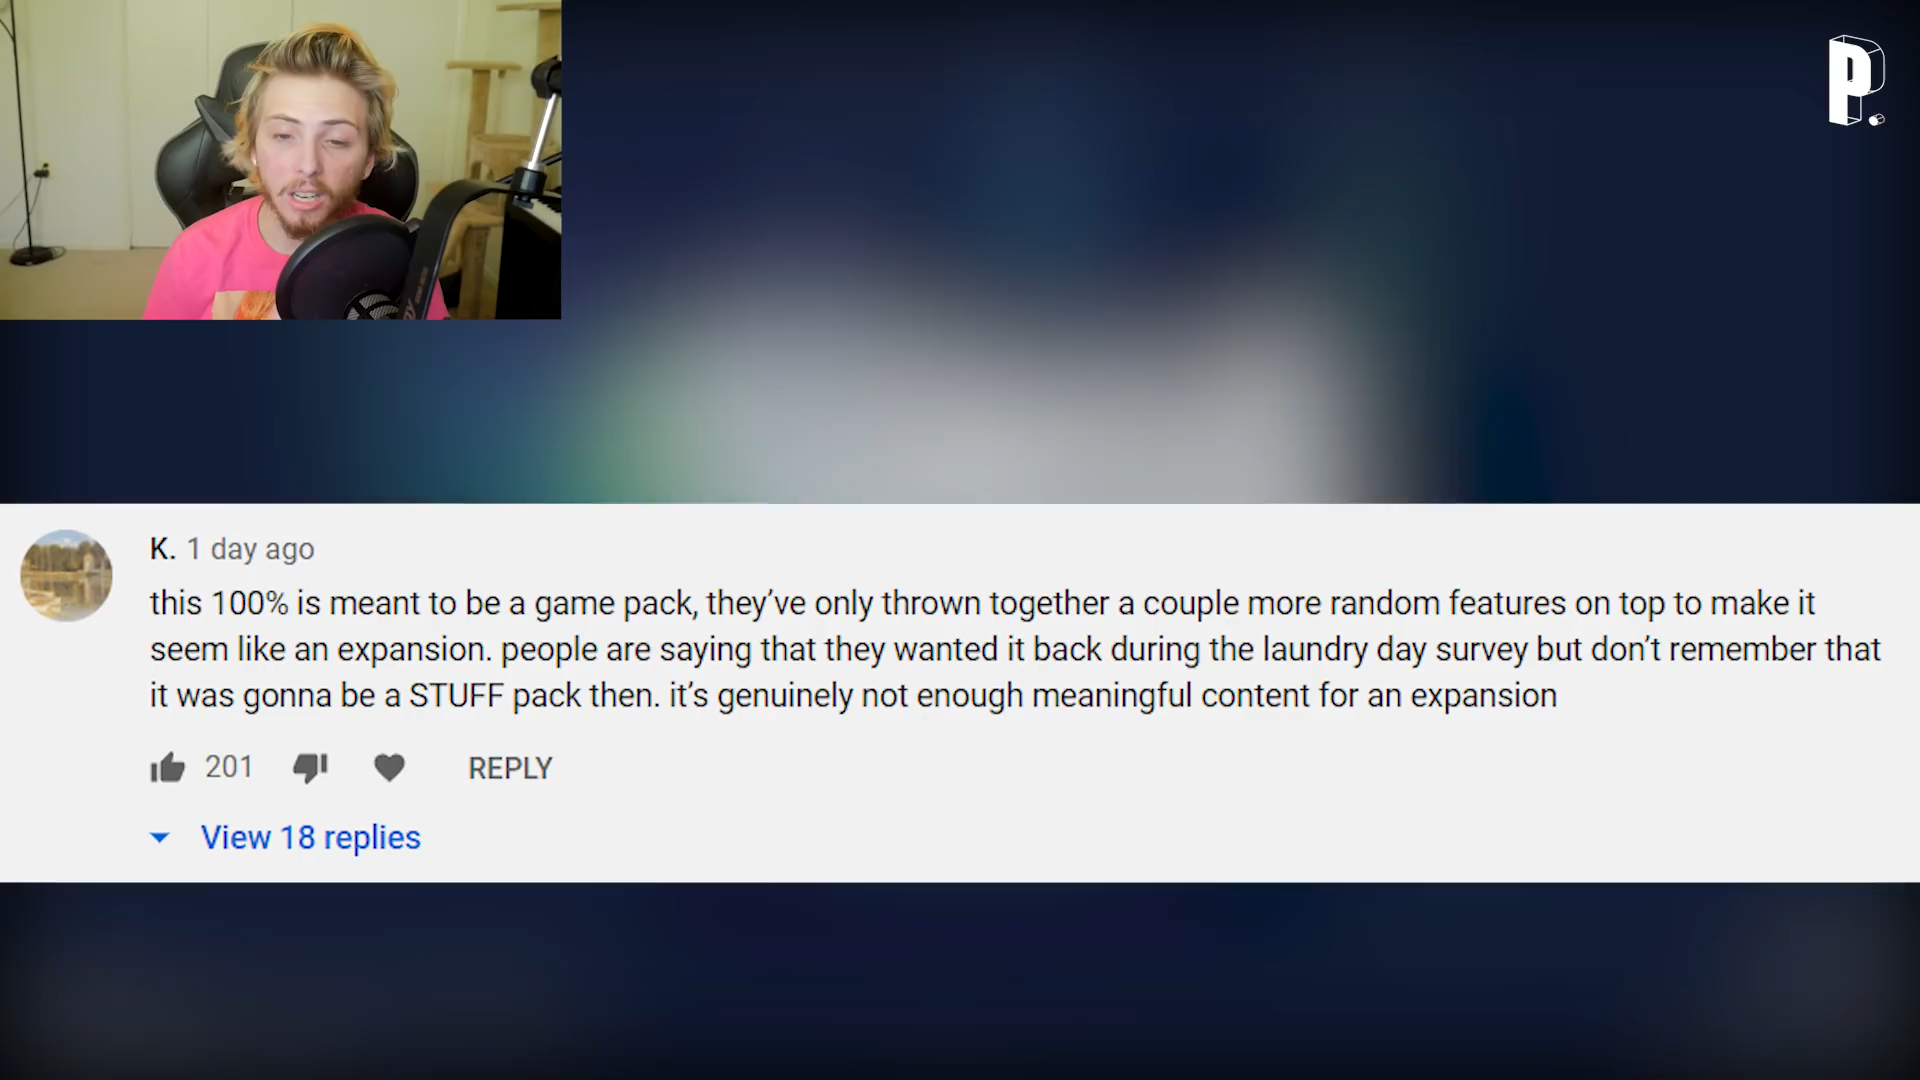 P.
K. 1 day ago
this 100% is meant to be a game pack, they’ve only thrown together a couple more random features on top to make it
seem like an expansion. people are saying that they wanted it back during the laundry day survey but don’t remember that
it was gonna be a STUFF pack then. it’s genuinely not enough meaningful content for an expansion
201 REPLY
View 18 replies